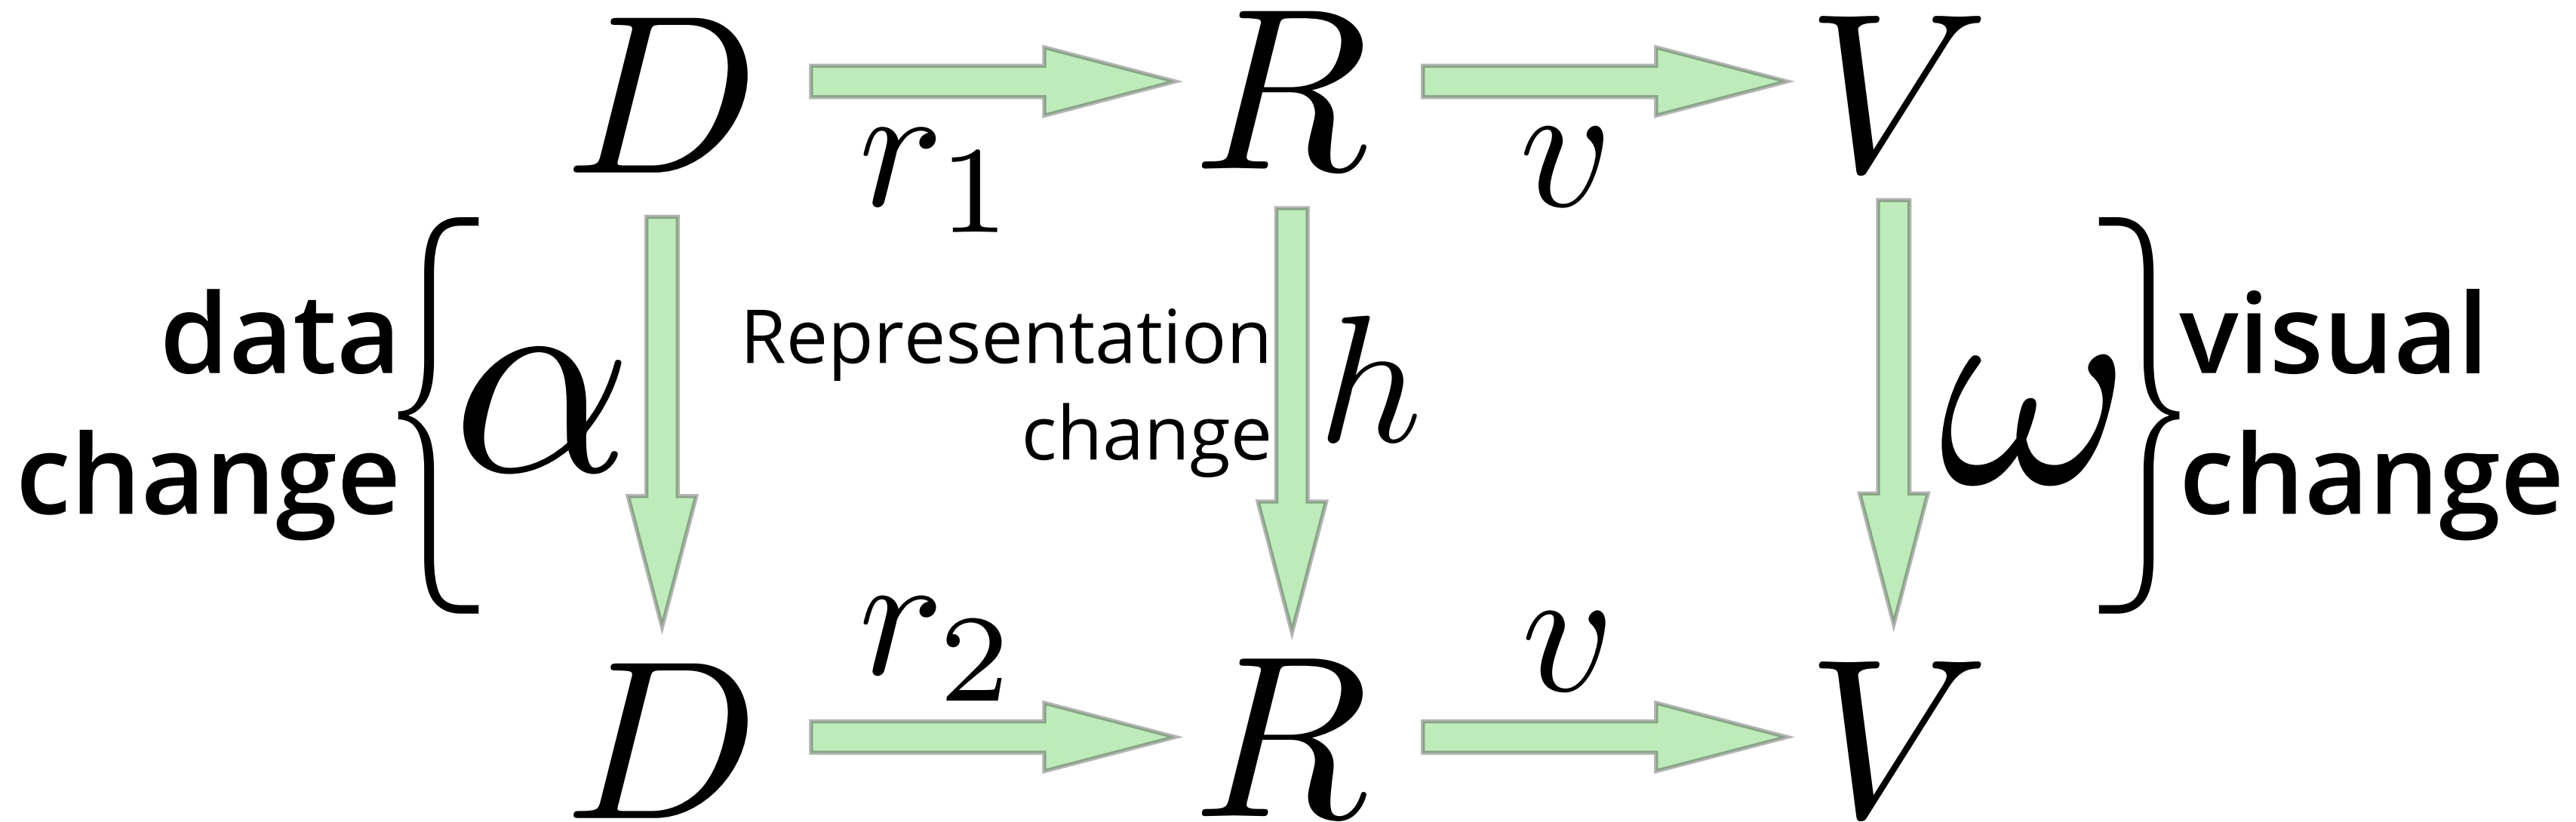 D r₁ R v V
data change α Representation change h ω visual change
D r₂ R v V